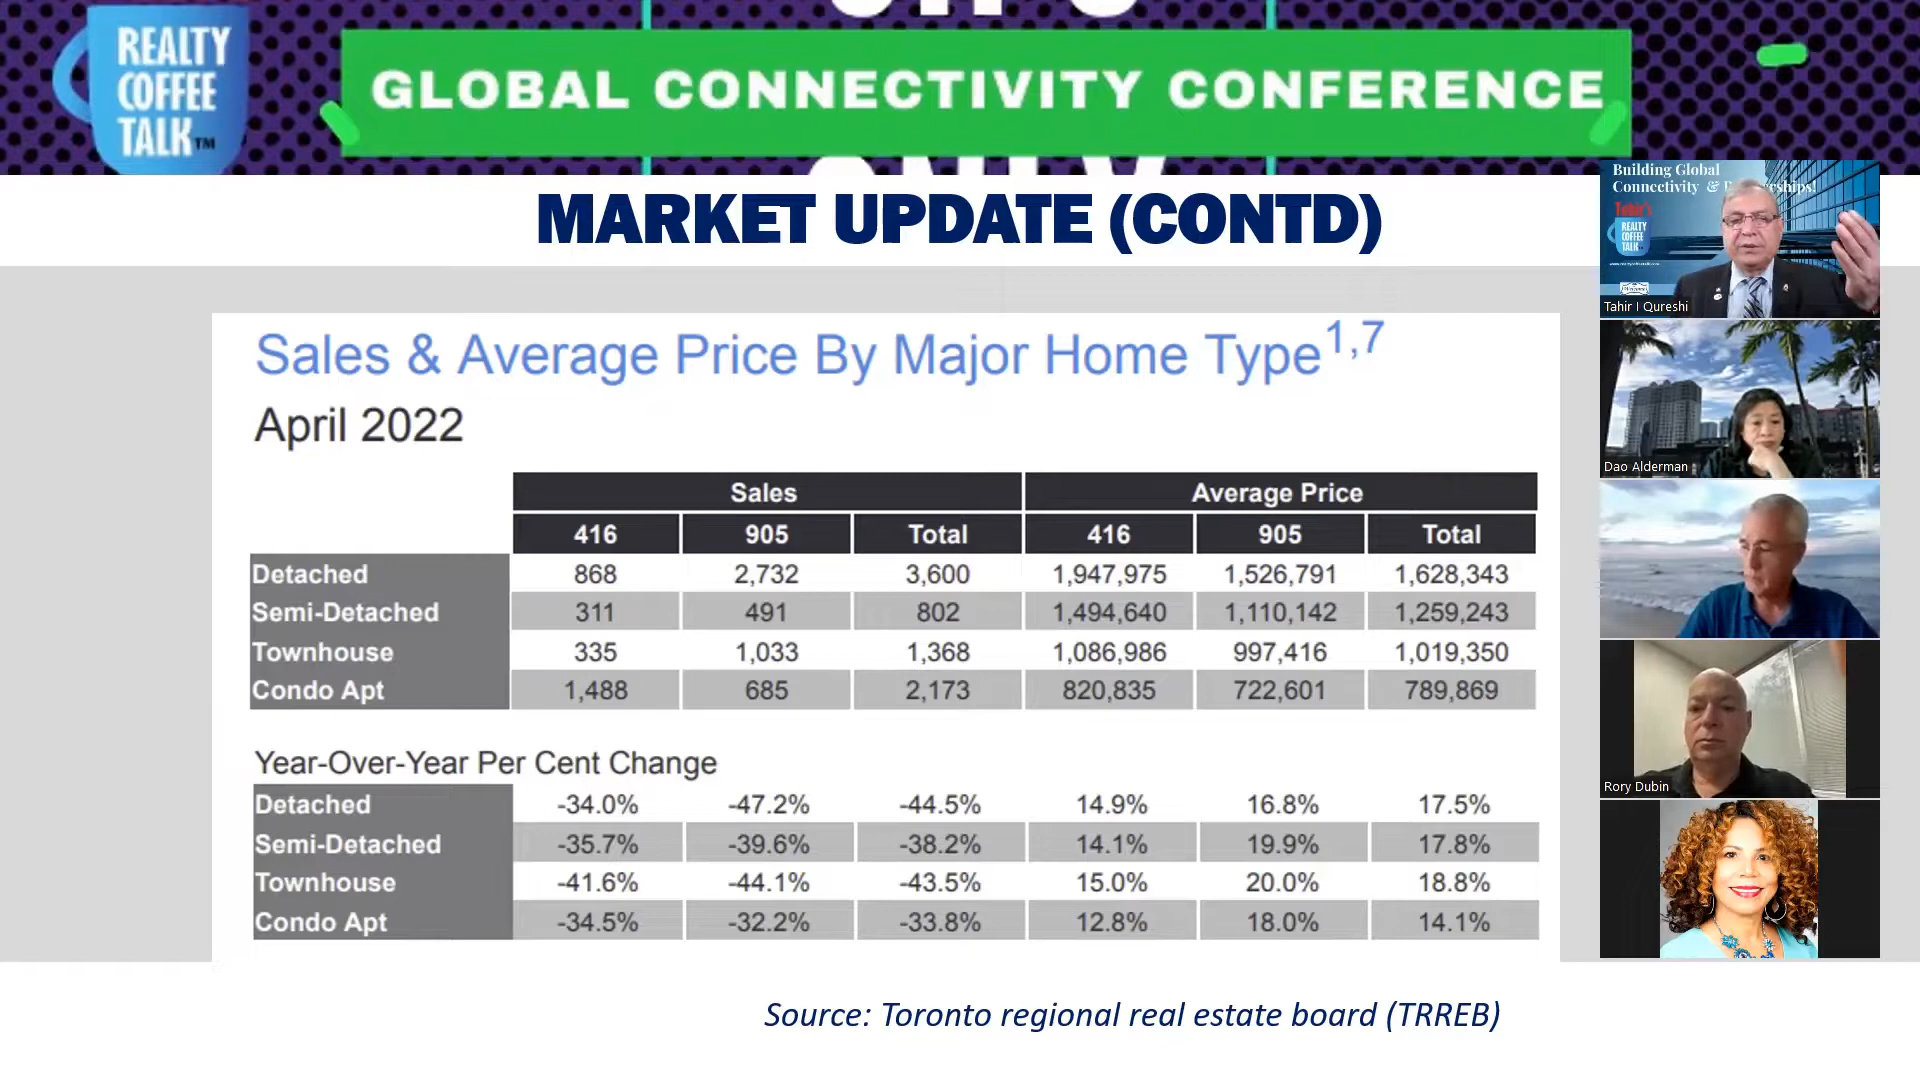 REALTY
COFFEE
TALK™
GLOBAL CONNECTIVITY CONFERENCE
MARKET UPDATE (CONTD)
Building Global
Connectivity &
Tahir's
REALTY
COFFEE
TALK
Tahir I Qureshi
Dao Alderman
Rory Dubin
Sales & Average Price By Major Home Type1,7
April 2022
Sales Average Price
416 905 Total 416 905 Total
Detached 868 2,732 3,600 1,947,975 1,526,791 1,628,343
Semi-Detached 311 491 802 1,494,640 1,110,142 1,259,243
Townhouse 335 1,033 1,368 1,086,986 997,416 1,019,350
Condo Apt 1,488 685 2,173 820,835 722,601 789,869
Year-Over-Year Per Cent Change
Detached -34.0% -47.2% -44.5% 14.9% 16.8% 17.5%
Semi-Detached -35.7% -39.6% -38.2% 14.1% 19.9% 17.8%
Townhouse -41.6% -44.1% -43.5% 15.0% 20.0% 18.8%
Condo Apt -34.5% -32.2% -33.8% 12.8% 18.0% 14.1%
Source: Toronto regional real estate board (TRREB)